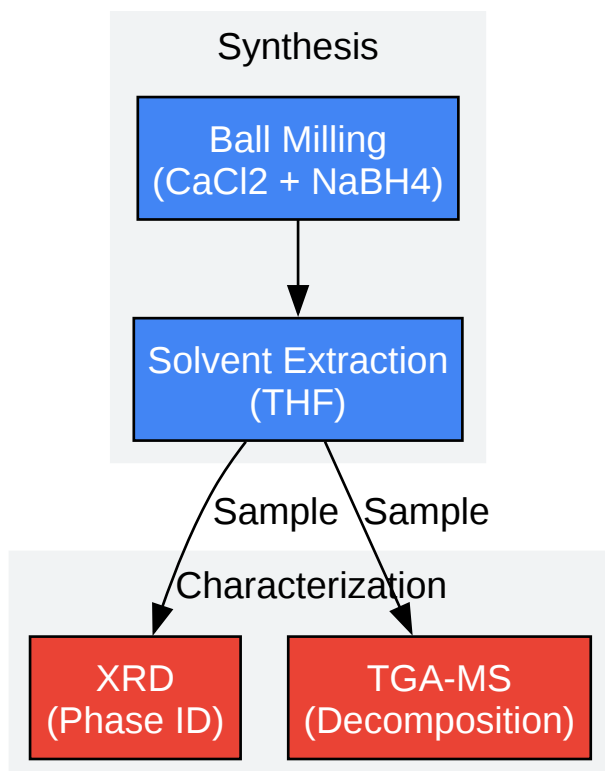 Synthesis
Ball Milling
(CaCl2 + NaBH4)
Solvent Extraction
(THF)
Sample
Sample
Characterization
XRD
(Phase ID)
TGA-MS
(Decomposition)